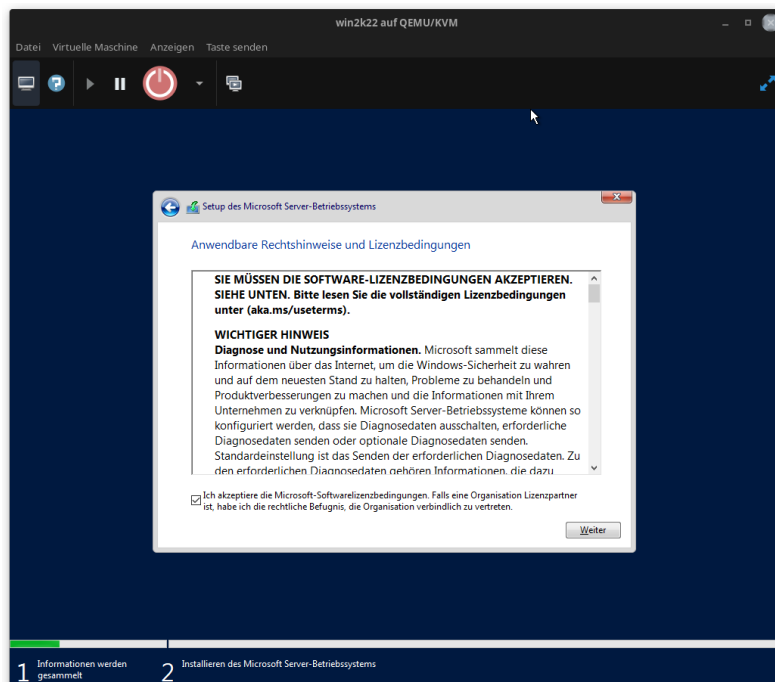 win2k22 auf QEMU/KVM
Datei Virtuelle Maschine Anzeigen Taste senden
Setup des Microsoft Server-Betriebssystems
Anwendbare Rechtshinweise und Lizenzbedingungen
SIE MÜSSEN DIE SOFTWARE-LIZENZBEDINGUNGEN AKZEPTIEREN.
SIEHE UNTEN. Bitte lesen Sie die vollständigen Lizenzbedingungen
unter (aka.ms/useterms).
WICHTIGER HINWEIS
Diagnose und Nutzungsinformationen. Microsoft sammelt diese
Informationen über das Internet, um die Windows-Sicherheit zu wahren
und auf dem neuesten Stand zu halten, Probleme zu behandeln und
Produktverbesserungen zu machen und die Informationen mit Ihrem
Unternehmen zu verknüpfen. Microsoft Server-Betriebssysteme können so
konfiguriert werden, dass sie Diagnosedaten ausschalten, erforderliche
Diagnosedaten senden oder optionale Diagnosedaten senden.
Standardeinstellung ist das Senden der erforderlichen Diagnosedaten. Zu
den erforderlichen Diagnosedaten gehören Informationen, die dazu
Ich akzeptiere die Microsoft-Softwarelizenzbedingungen. Falls eine Organisation Lizenzpartner
ist, habe ich die rechtliche Befugnis, die Organisation verbindlich zu vertreten.
Weiter
1 Informationen werden
gesammelt
2 Installieren des Microsoft Server-Betriebssystems